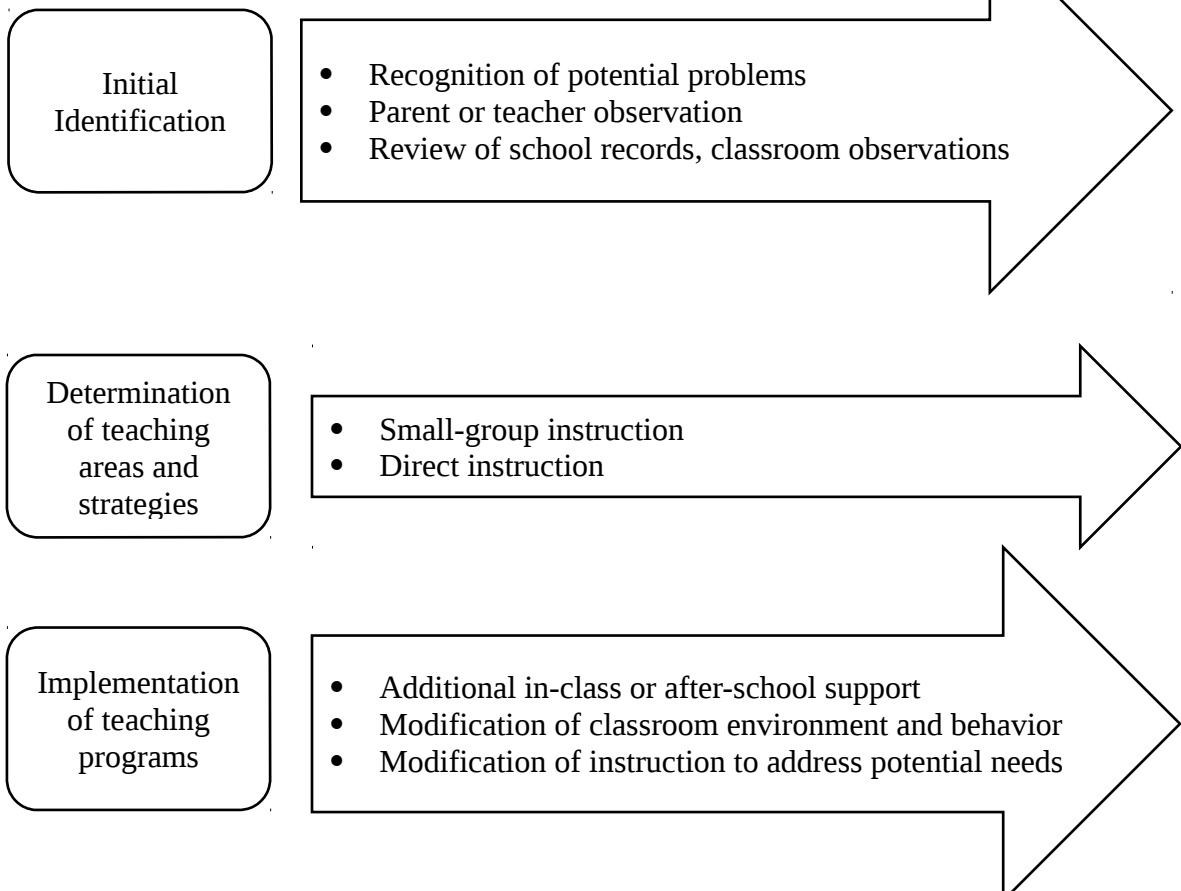 Initial
Identification
• Recognition of potential problems
• Parent or teacher observation
• Review of school records, classroom observations
Determination
of teaching
areas and
strategies
• Small-group instruction
• Direct instruction
Implementation
of teaching
programs
• Additional in-class or after-school support
• Modification of classroom environment and behavior
• Modification of instruction to address potential needs